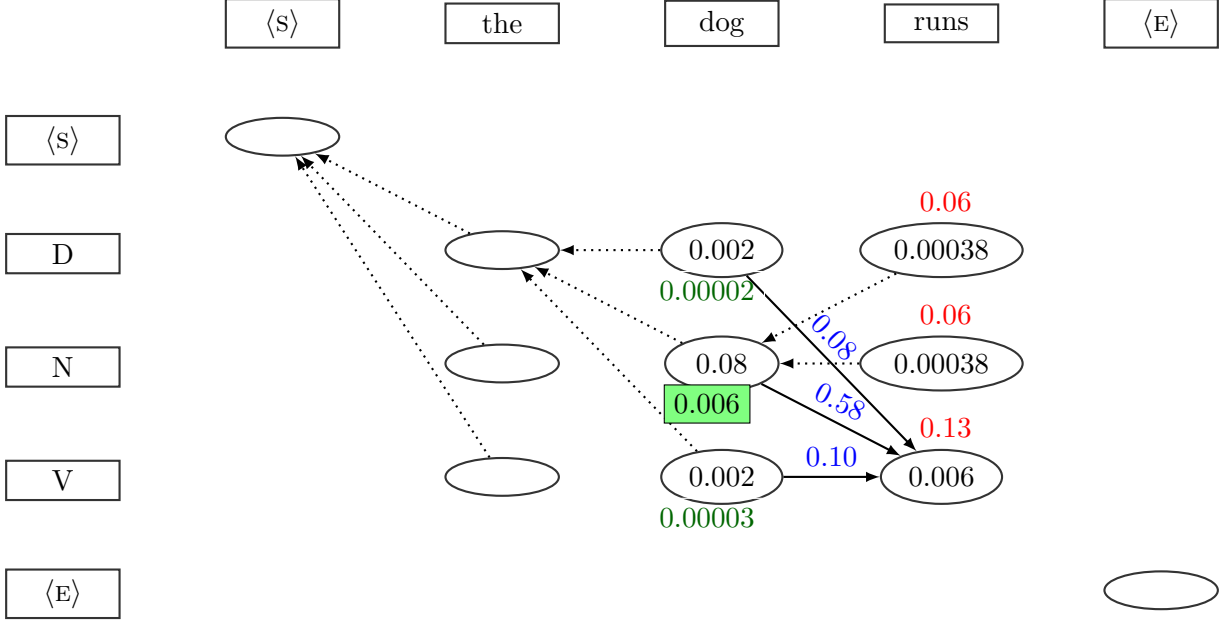 ⟨S⟩ the dog runs ⟨E⟩
⟨S⟩
0.06
D 0.002 0.00038
0.00002
0.06
0.08
N 0.08 0.00038
0.006 0.58
0.13
0.10
V 0.002 0.006
0.00003
⟨E⟩